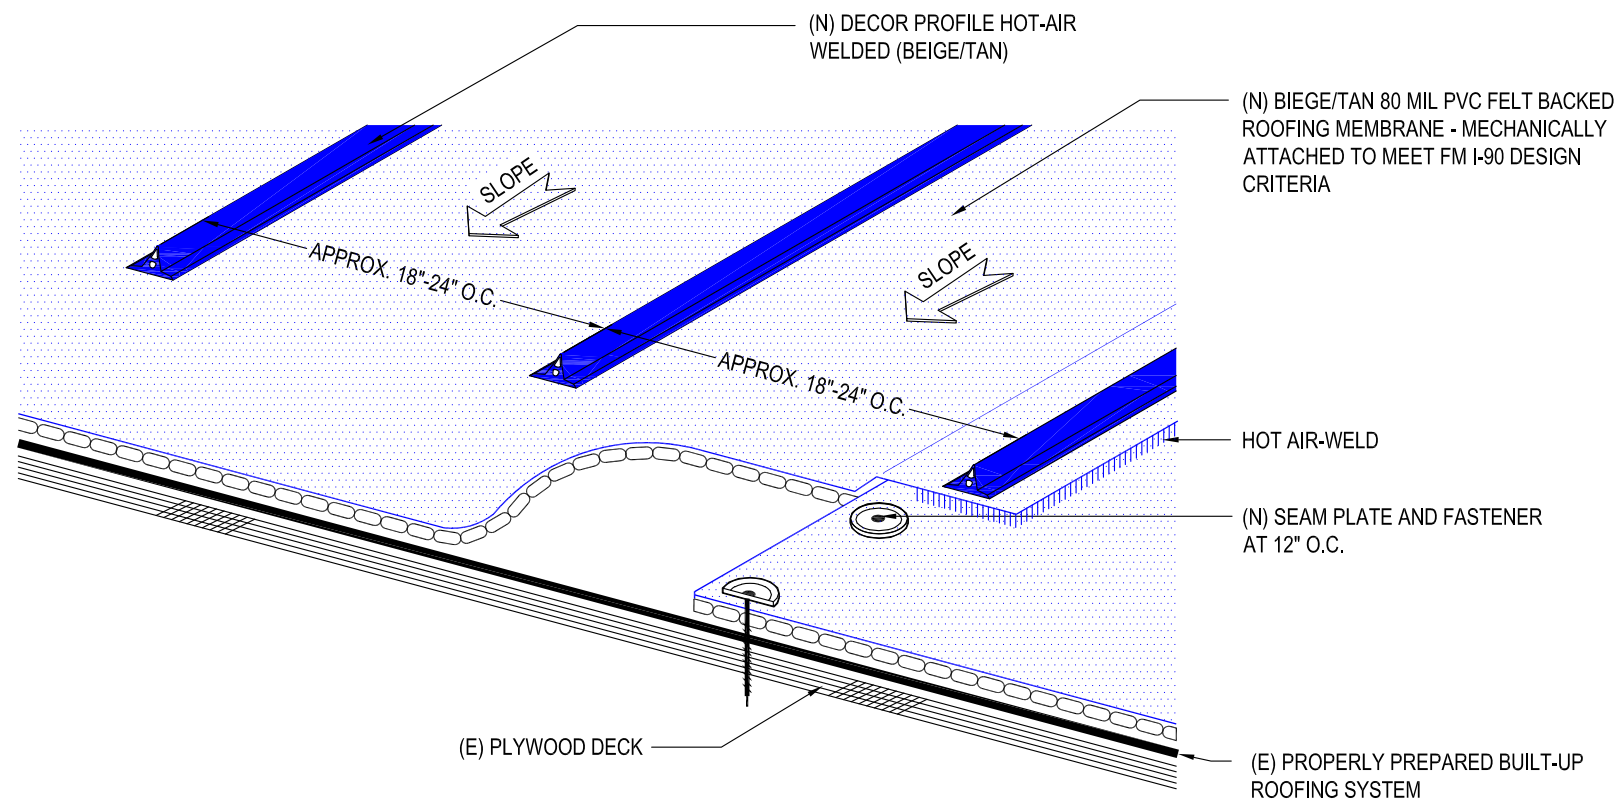 (N) DECOR PROFILE HOT-AIR
WELDED (BEIGE/TAN)
(N) BIEGE/TAN 80 MIL PVC FELT BACKED
ROOFING MEMBRANE - MECHANICALLY
ATTACHED TO MEET FM I-90 DESIGN
CRITERIA
SLOPE
APPROX. 18"-24" O.C.
SLOPE
APPROX. 18"-24" O.C.
HOT AIR-WELD
(N) SEAM PLATE AND FASTENER
AT 12" O.C.
(E) PLYWOOD DECK
(E) PROPERLY PREPARED BUILT-UP
ROOFING SYSTEM